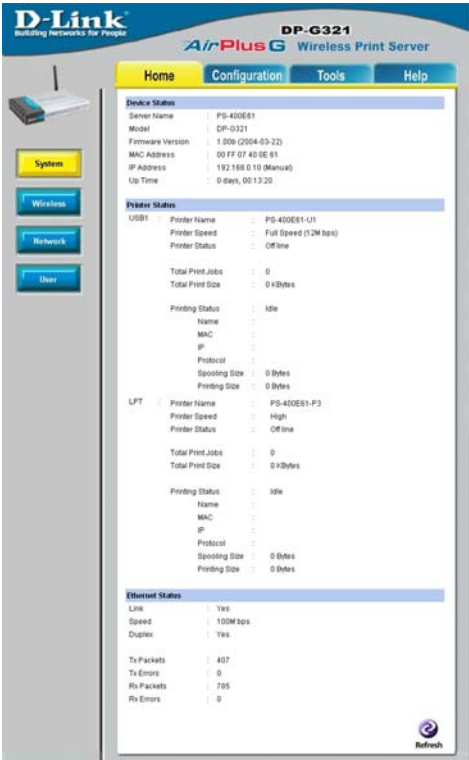 D-Link
Building Networks for People
DP-G321
AirPlus G Wireless Print Server
Home Configuration Tools Help
System
Wireless
Network
User
Device Status
Server Name : PS-400E61
Model : DP-G321
Firmware Version : 1.00b (2004-03-22)
MAC Address : 00 FF 07 40 0E 61
IP Address : 192.168.0.10 (Manual)
Up Time : 0 days, 00:13:20
Printer Status
USB1 : Printer Name : PS-400E61-U1
Printer Speed : Full Speed (12M bps)
Printer Status : Off line
Total Print Jobs : 0
Total Print Size : 0 KBytes
Printing Status : Idle
Name :
MAC :
IP :
Protocol :
Spooling Size : 0 Bytes
Printing Size : 0 Bytes
LPT : Printer Name : PS-400E61-P3
Printer Speed : High
Printer Status : Off line
Total Print Jobs : 0
Total Print Size : 0 KBytes
Printing Status : Idle
Name :
MAC :
IP :
Protocol :
Spooling Size : 0 Bytes
Printing Size : 0 Bytes
Ethernet Status
Link : Yes
Speed : 100M bps
Duplex : Yes
Tx Packets : 407
Tx Errors : 0
Rx Packets : 785
Rx Errors : 0
Refresh